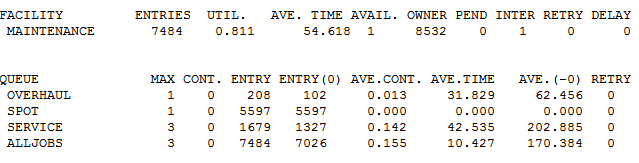 FACILITY ENTRIES UTIL. AVE. TIME AVAIL. OWNER PEND INTER RETRY DELAY
MAINTENANCE 7484 0.811 54.618 1 8532 0 1 0 0
QUEUE MAX CONT. ENTRY ENTRY(0) AVE.CONT. AVE.TIME AVE.(-0) RETRY
OVERHAUL 1 0 208 102 0.013 31.829 62.456 0
SPOT 1 0 5597 5597 0.000 0.000 0.000 0
SERVICE 3 0 1679 1327 0.142 42.535 202.885 0
ALLJOBS 3 0 7484 7026 0.155 10.427 170.384 0